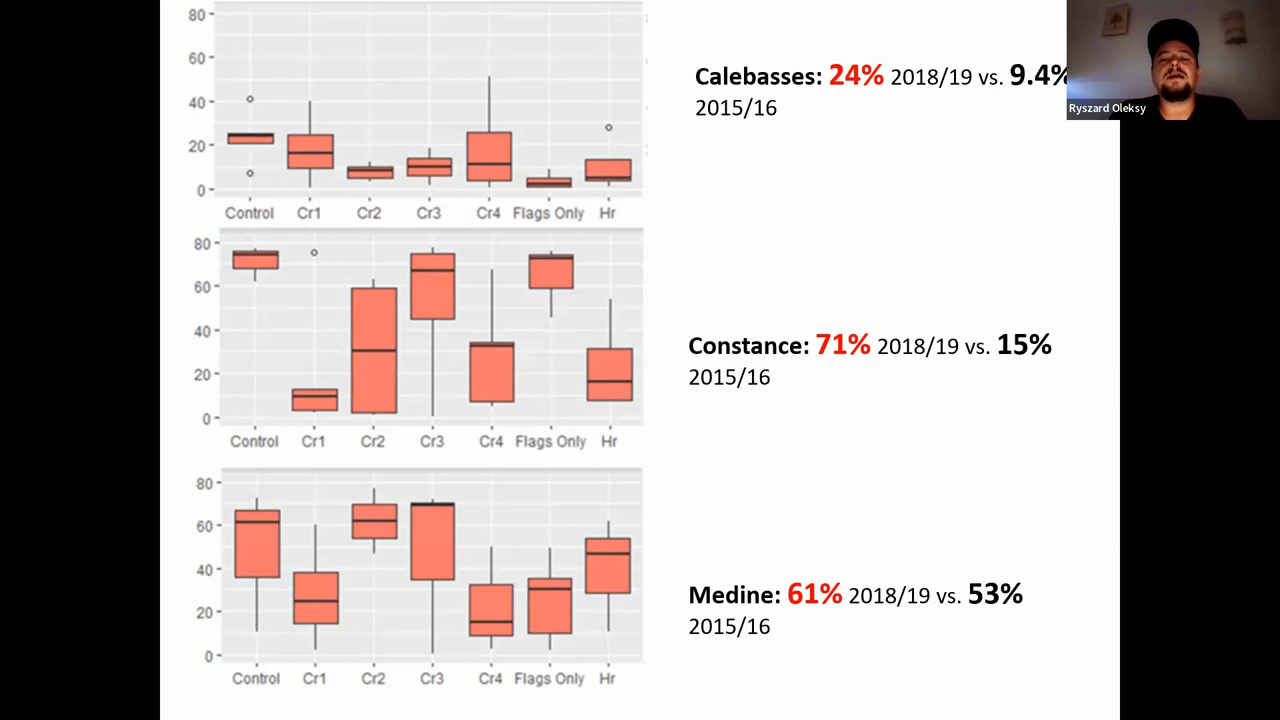 80
60
40
20
0
Control Cr1 Cr2 Cr3 Cr4 Flags Only Hr
Calebasses: 24% 2018/19 vs. 9.4%
2015/16
Ryszard Oleksy
80
60
40
20
0
Control Cr1 Cr2 Cr3 Cr4 Flags Only Hr
Constance: 71% 2018/19 vs. 15%
2015/16
80
60
40
20
0
Control Cr1 Cr2 Cr3 Cr4 Flags Only Hr
Medine: 61% 2018/19 vs. 53%
2015/16